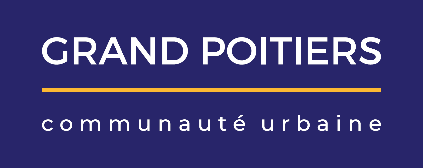 GRAND POITIERS
communauté urbaine